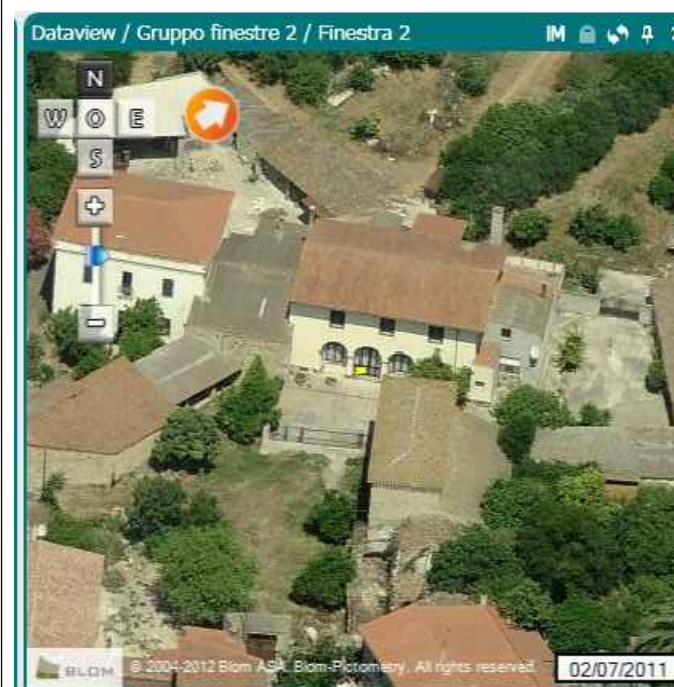 Dataview / Gruppo finestre 2 / Finestra 2 IM
N
W O E
S
BLOM © 2004-2012 Blom ASA. Blom-Pictometry. All rights reserved. 02/07/2011